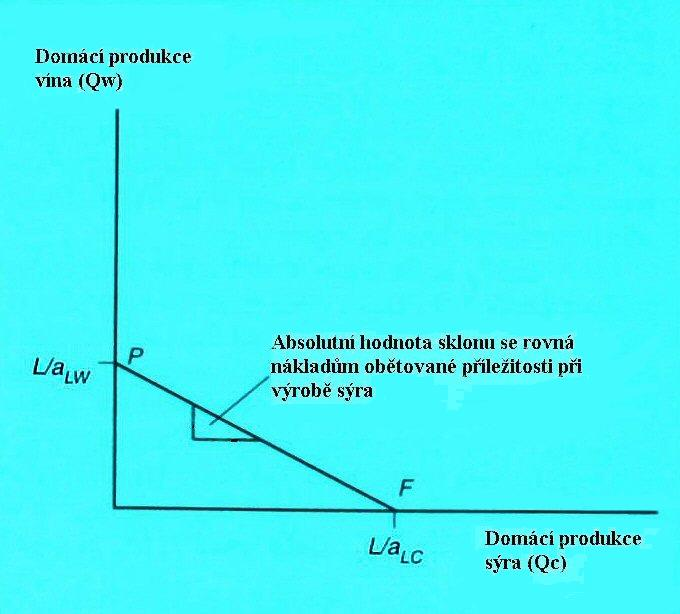 Domácí produkce
vína (Qw)
Absolutní hodnota sklonu se rovná
nákladům obětované příležitosti při
výrobě sýra
P
L/aLW
F
L/aLC
Domácí produkce
sýra (Qc)